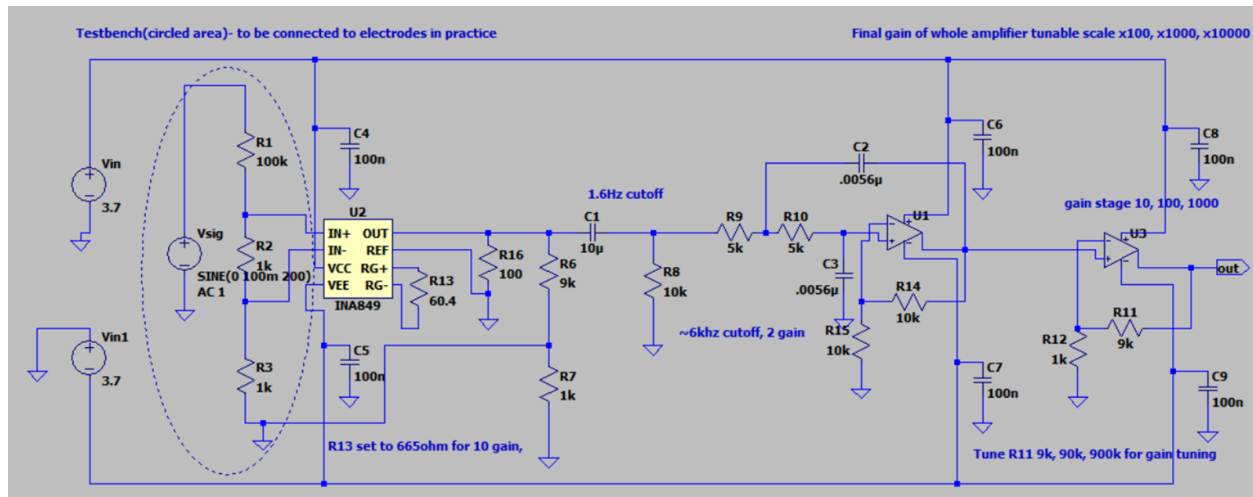 Testbench(circled area)- to be connected to electrodes in practice
Final gain of whole amplifier tunable scale x100, x1000, x10000
Vin
3.7
Vsig
SINE(0 100m 200)
AC 1
Vin1
3.7
R1
100k
R2
1k
R3
1k
C4
100n
U2
IN+ OUT
IN- REF
VCC RG+
VEE RG-
INA849
R13
60.4
C5
100n
R13 set to 665ohm for 10 gain,
R16
100
R6
9k
R7
1k
1.6Hz cutoff
C1
10µ
R8
10k
~6khz cutoff, 2 gain
R9
5k
R10
5k
C2
.0056µ
C3
.0056µ
U1
R14
10k
R15
10k
C6
100n
C7
100n
gain stage 10, 100, 1000
C8
100n
U3
out
R11
9k
R12
1k
C9
100n
Tune R11 9k, 90k, 900k for gain tuning